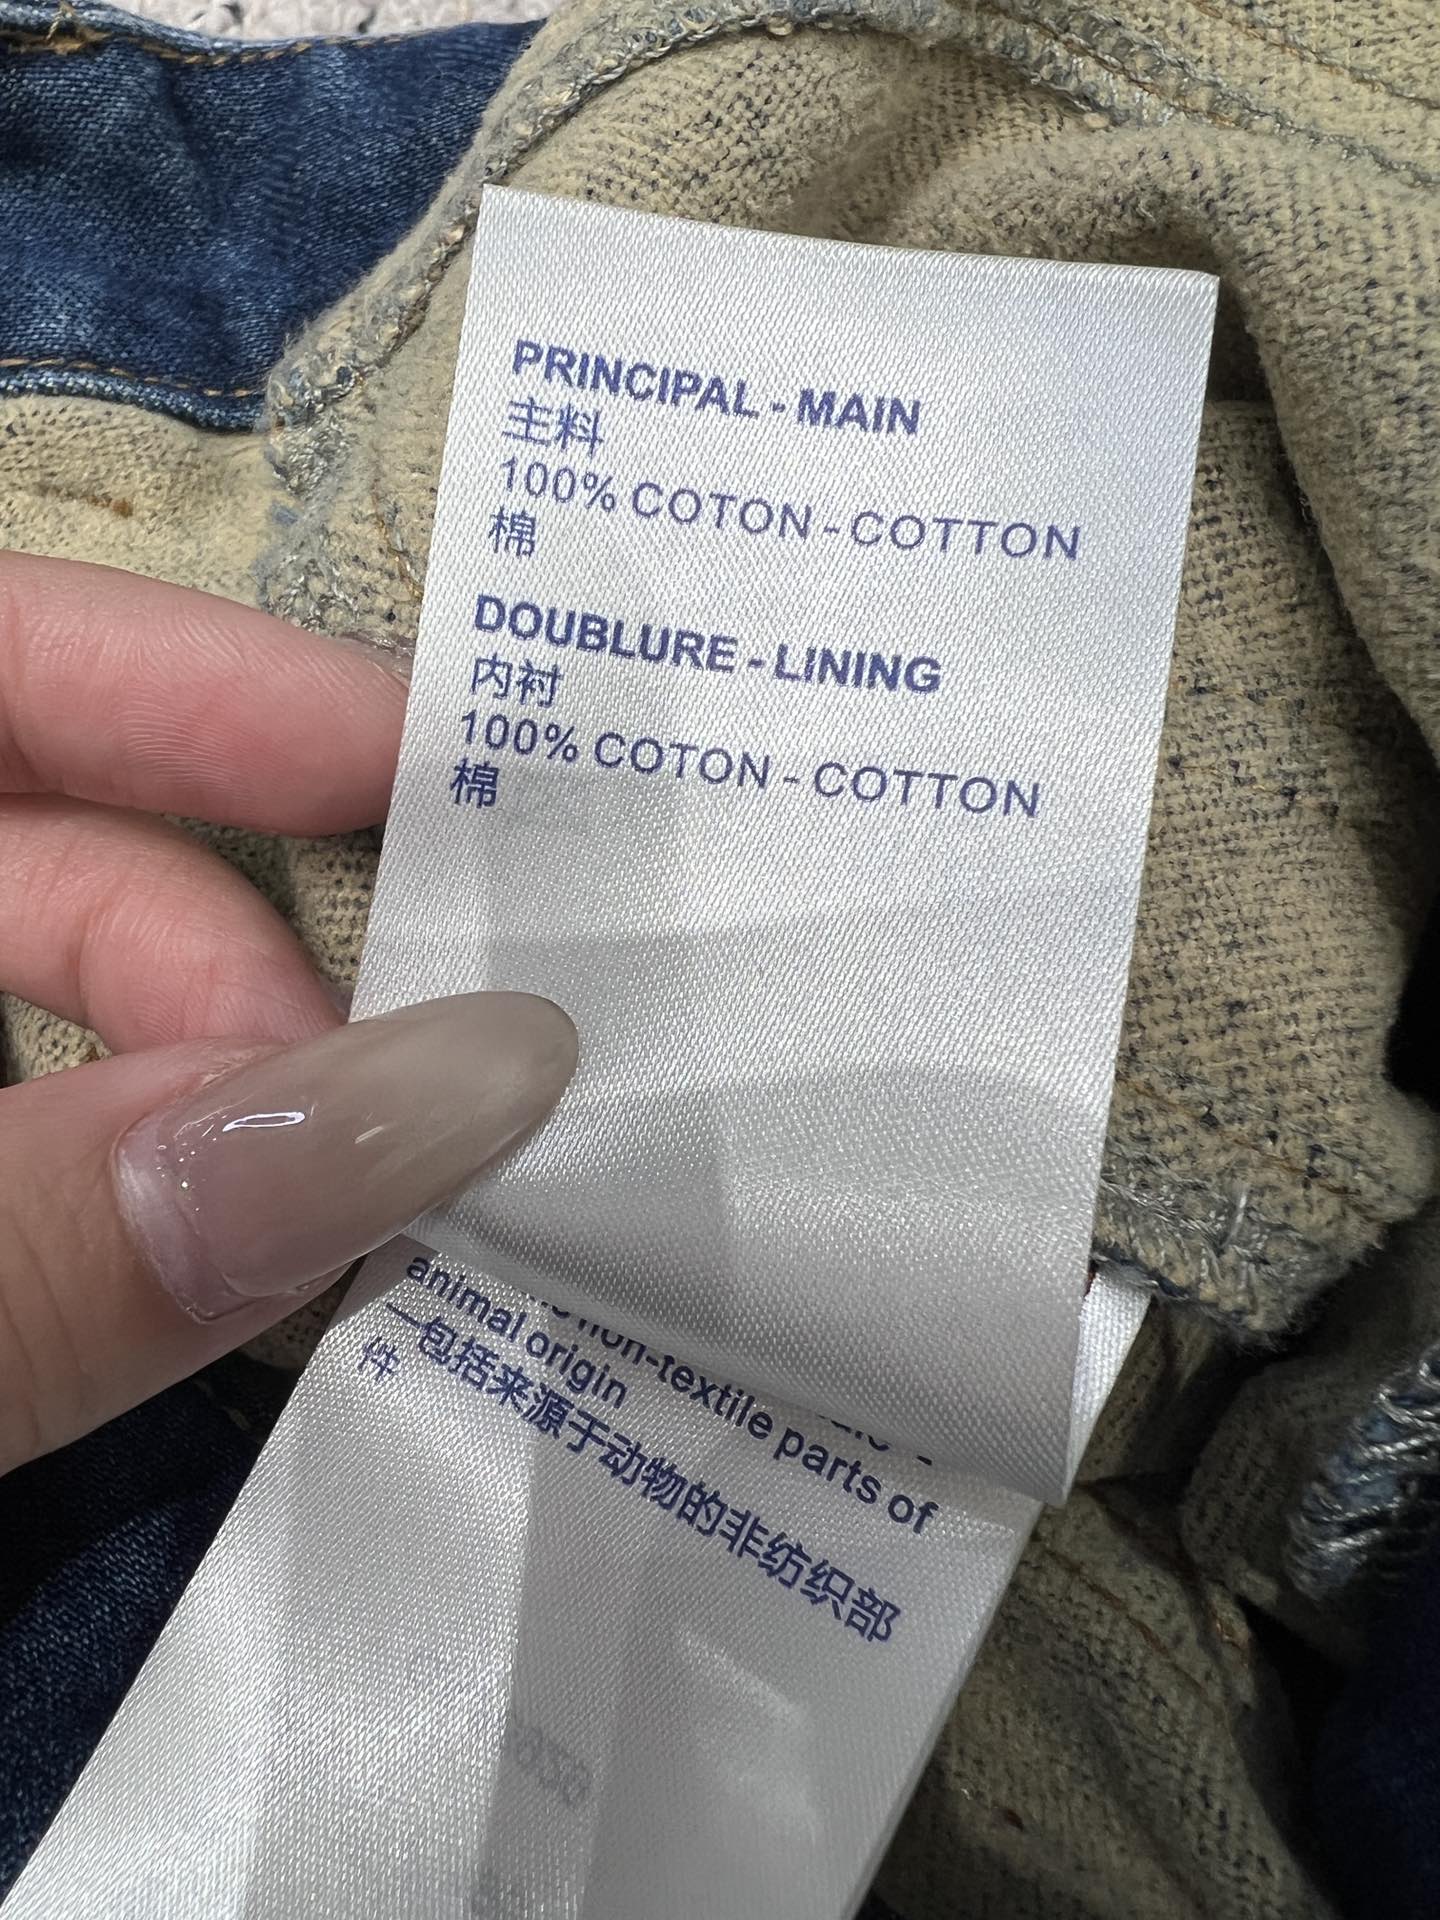 PRINCIPAL - MAIN
主料
100% COTON - COTTON
棉
DOUBLURE - LINING
内衬
100% COTON - COTTON
棉
non-textile parts of
animal origin
一包括来源于动物的非纺织部
件